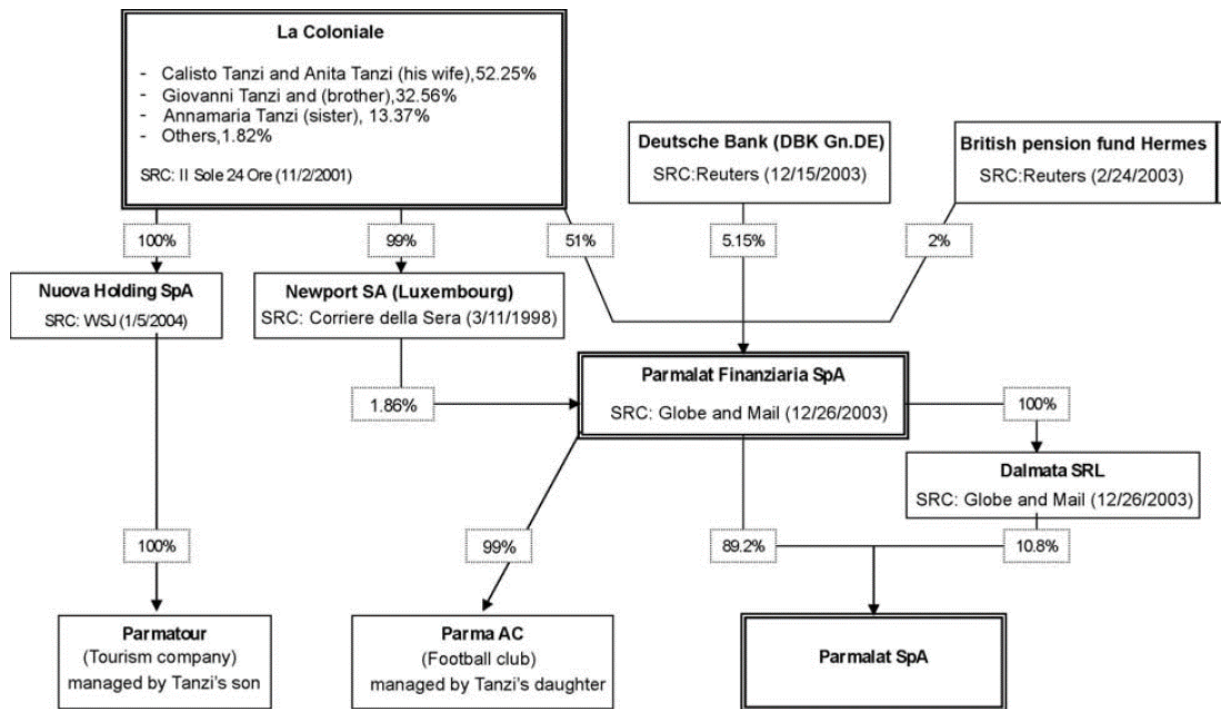 La Coloniale
- Calisto Tanzi and Anita Tanzi (his wife),52.25%
- Giovanni Tanzi and (brother),32.56%
- Annamaria Tanzi (sister), 13.37%
- Others,1.82%
SRC: II Sole 24 Ore (11/2/2001)
Deutsche Bank (DBK Gn.DE)
SRC:Reuters (12/15/2003)
British pension fund Hermes
SRC:Reuters (2/24/2003)
100%
99%
51%
5.15%
2%
Nuova Holding SpA
SRC: WSJ (1/5/2004)
Newport SA (Luxembourg)
SRC: Corriere della Sera (3/11/1998)
1.86%
Parmalat Finanziaria SpA
SRC: Globe and Mail (12/26/2003)
100%
Dalmata SRL
SRC: Globe and Mail (12/26/2003)
100%
99%
89.2%
10.8%
Parmatour
(Tourism company)
managed by Tanzi's son
Parma AC
(Football club)
managed by Tanzi's daughter
Parmalat SpA